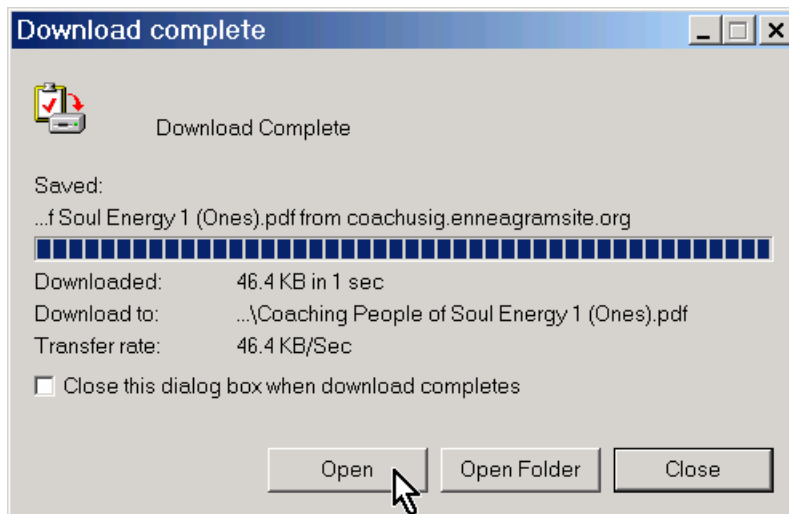 Download complete
Download Complete
Saved:
...f Soul Energy 1 (Ones).pdf from coachusig.enneagramsite.org
Downloaded: 46.4 KB in 1 sec
Download to: ...\Coaching People of Soul Energy 1 (Ones).pdf
Transfer rate: 46.4 KB/Sec
Close this dialog box when download completes
Open Open Folder Close